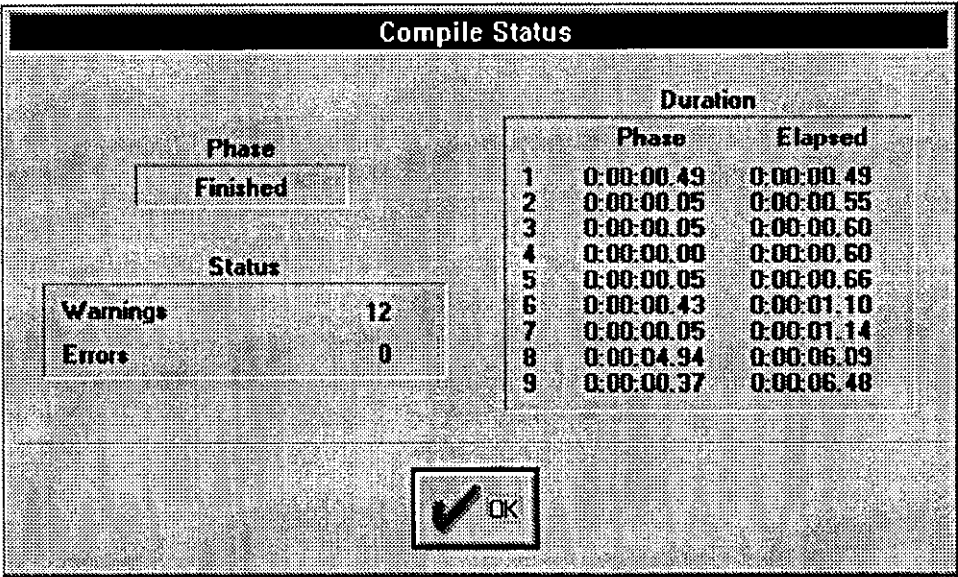 Compile Status
Phase
Finished
Status
Warnings 12
Errors 0
Duration
Phase Elapsed
1 0:00:00.49 0:00:00.49
2 0:00:00.05 0:00:00.55
3 0:00:00.05 0:00:00.60
4 0:00:00.00 0:00:00.60
5 0:00:00.05 0:00:00.66
6 0:00:00.43 0:00:01.10
7 0:00:00.05 0:00:01.14
8 0:00:04.94 0:00:06.09
9 0:00:00.37 0:00:06.48
OK